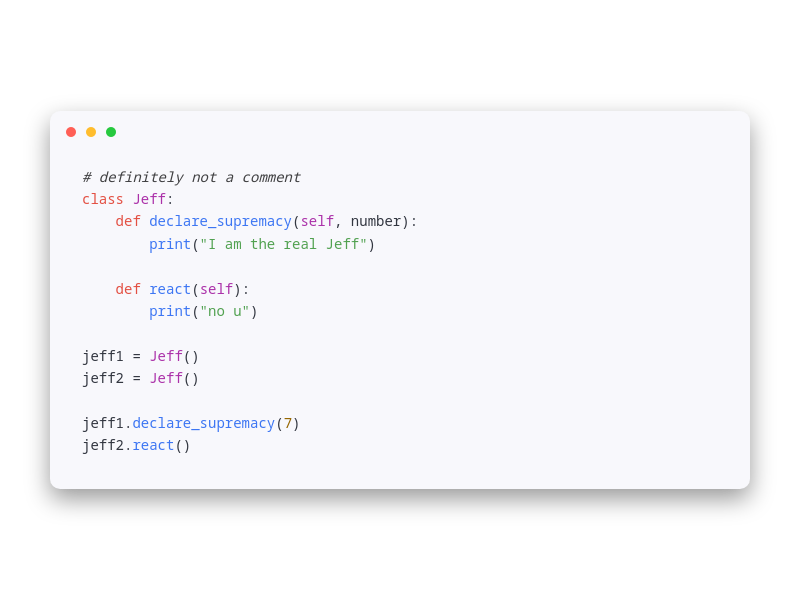 # definitely not a comment
class Jeff:
    def declare_supremacy(self, number):
        print("I am the real Jeff")

    def react(self):
        print("no u")

jeff1 = Jeff()
jeff2 = Jeff()

jeff1.declare_supremacy(7)
jeff2.react()